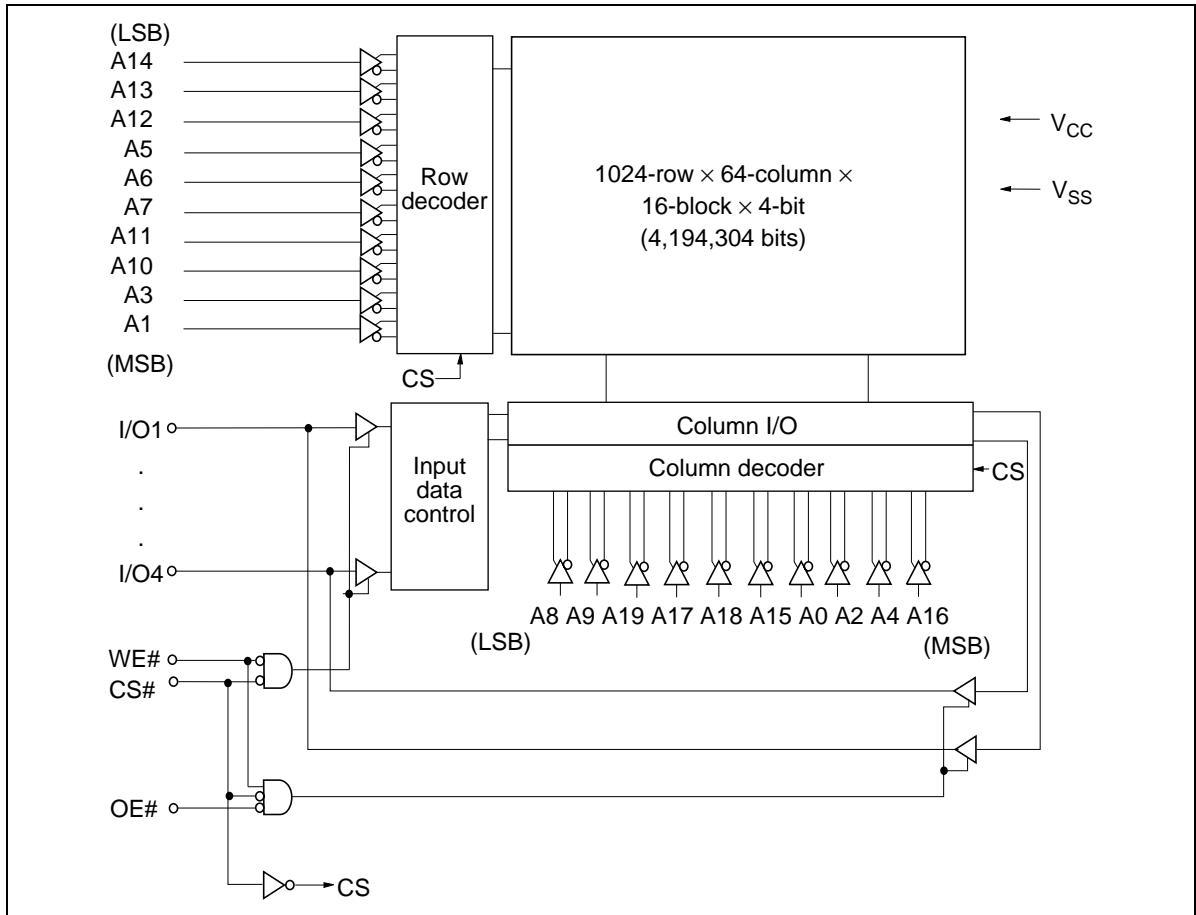 (LSB)
A14
A13
A12
A5
A6
A7
A11
A10
A3
A1
(MSB)
Row
decoder
CS
1024-row × 64-column ×
16-block × 4-bit
(4,194,304 bits)
VCC
VSS
I/O1
.
.
.
I/O4
Input
data
control
Column I/O
Column decoder
CS
A8 A9 A19 A17 A18 A15 A0 A2 A4 A16
(LSB) (MSB)
WE#
CS#
OE#
CS